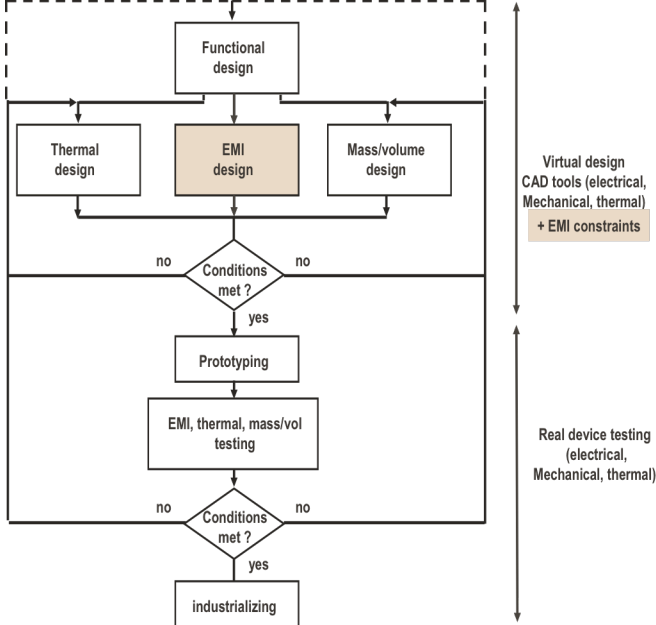 Functional
design
Thermal
design
EMI
design
Mass/volume
design
Virtual design
CAD tools (electrical,
Mechanical, thermal)
+ EMI constraints
no
Conditions
met ?
no
yes
Prototyping
EMI, thermal, mass/vol
testing
Real device testing
(electrical,
Mechanical, thermal)
no
Conditions
met ?
no
yes
industrializing